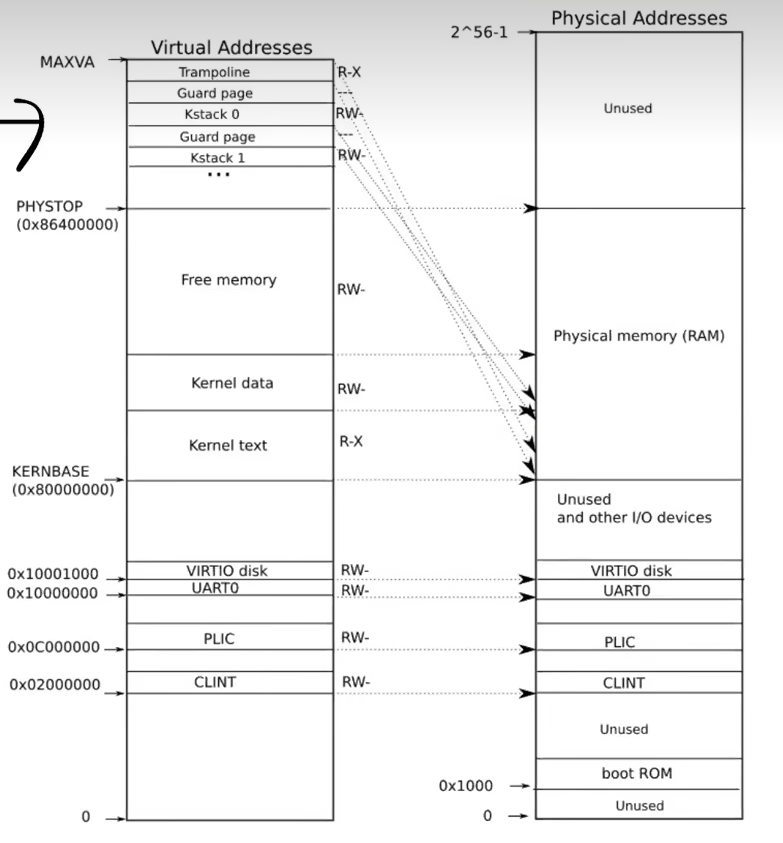 Physical Addresses
2^56-1
Virtual Addresses
MAXVA
Trampoline
R-X
Guard page
---
Kstack 0
RW-
Guard page
---
Kstack 1
RW-
...
Unused
PHYSTOP
(0x86400000)
Free memory
RW-
Physical memory (RAM)
Kernel data
RW-
Kernel text
R-X
KERNBASE
(0x80000000)
Unused
and other I/O devices
0x10001000
VIRTIO disk
RW-
VIRTIO disk
0x10000000
UART0
RW-
UART0
0x0C000000
PLIC
RW-
PLIC
0x02000000
CLINT
RW-
CLINT
Unused
boot ROM
0x1000
Unused
0
0